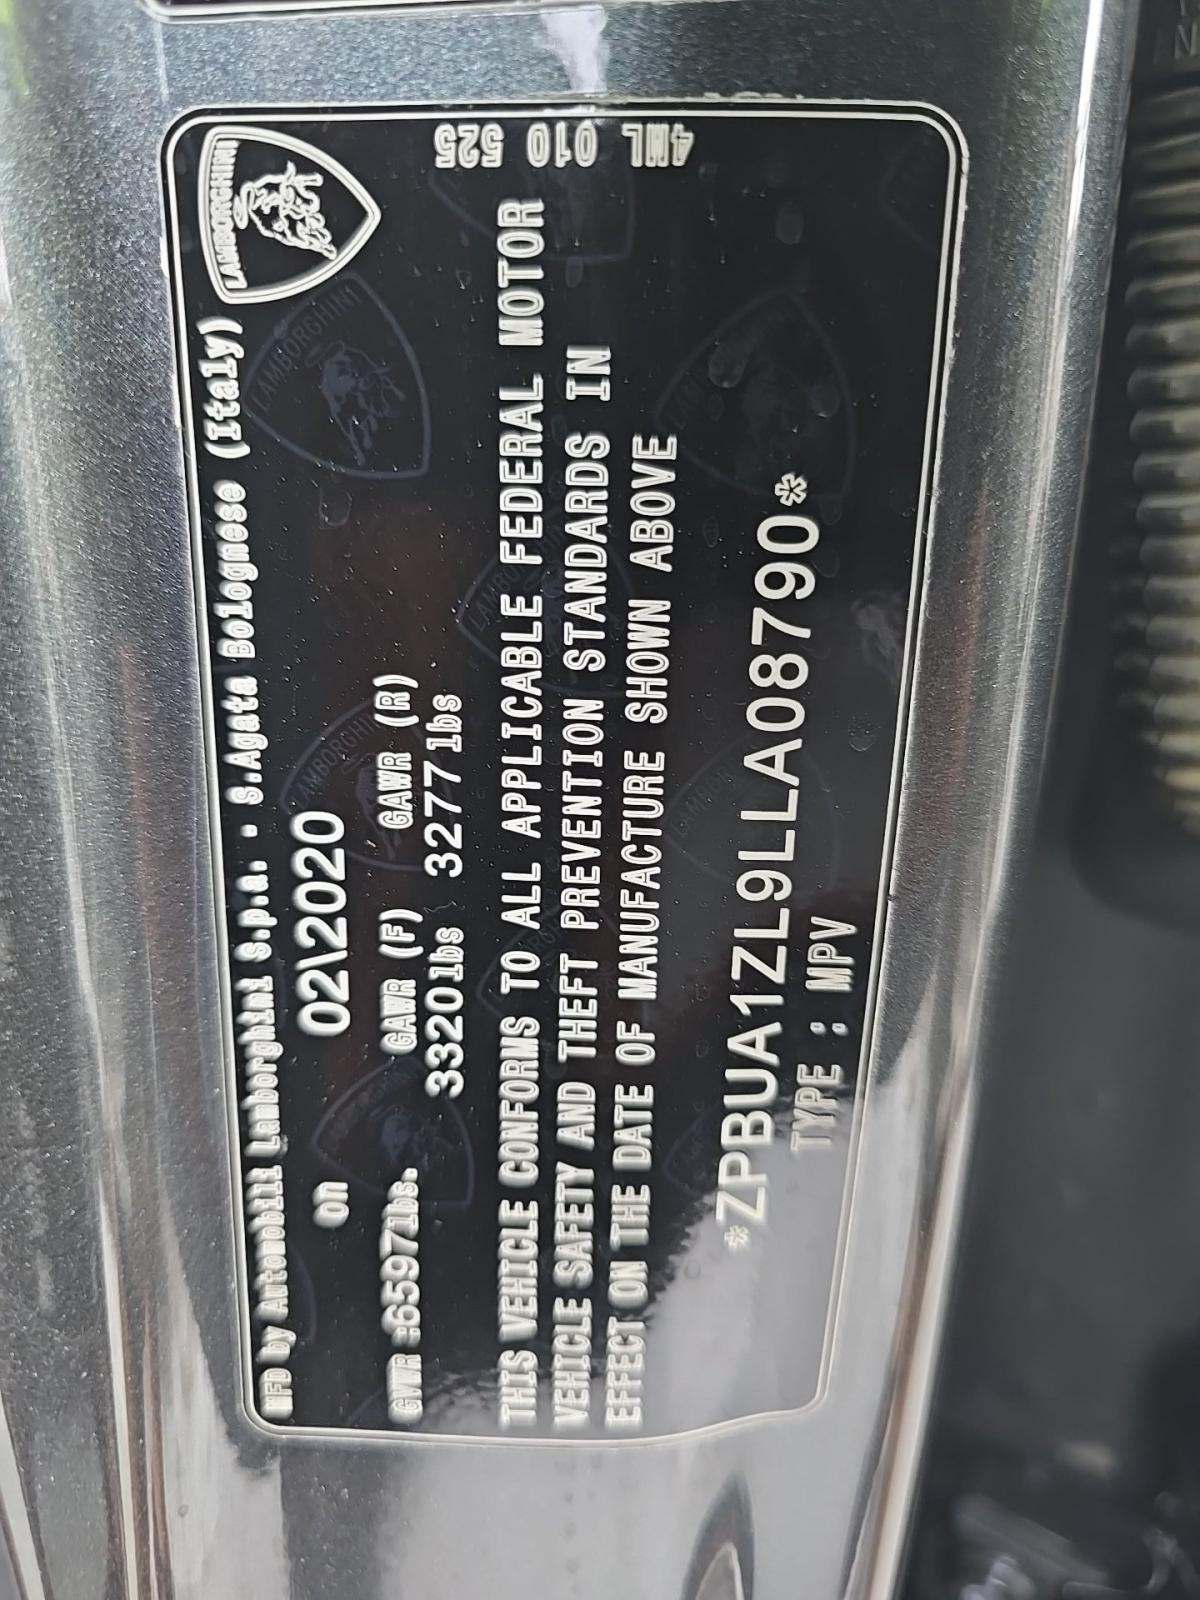 LAMBORGHINI
MFD by Automobili Lamborghini s.p.a. - S.Agata Bolognese (Italy)
on 02\2020
GVWR :6597lbs. GAWR (F) GAWR (R)
3320lbs 3277lbs
THIS VEHICLE CONFORMS TO ALL APPLICABLE FEDERAL MOTOR
VEHICLE SAFETY AND THEFT PREVENTION STANDARDS IN
EFFECT ON THE DATE OF MANUFACTURE SHOWN ABOVE
*ZPBUA1ZL9LLA08790*
TYPE : MPV
4ML 010 525